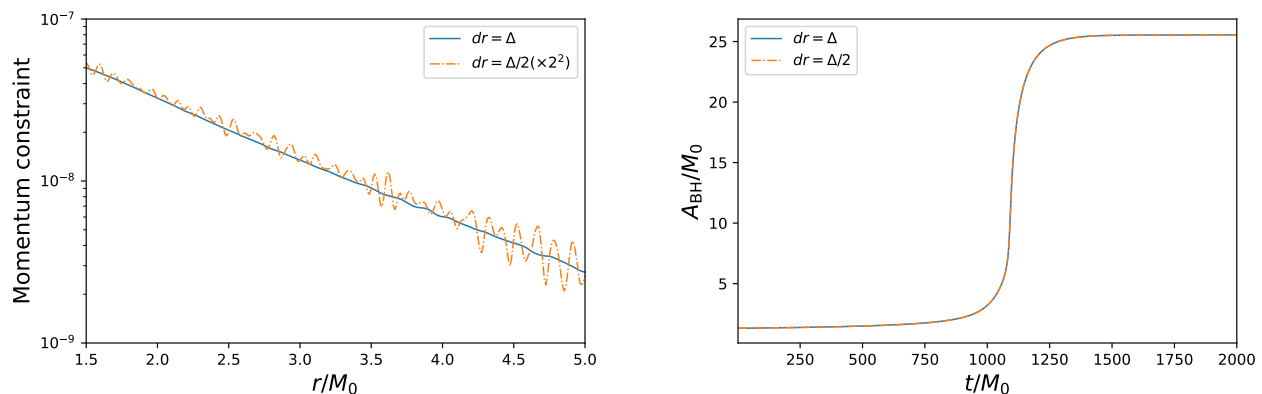 Momentum constraint
10⁻⁷
10⁻⁸
10⁻⁹
dr = Δ
dr = Δ/2(×2²)
1.5 2.0 2.5 3.0 3.5 4.0 4.5 5.0
r/M₀
A_BH/M₀
25
20
15
10
5
dr = Δ
dr = Δ/2
250 500 750 1000 1250 1500 1750 2000
t/M₀